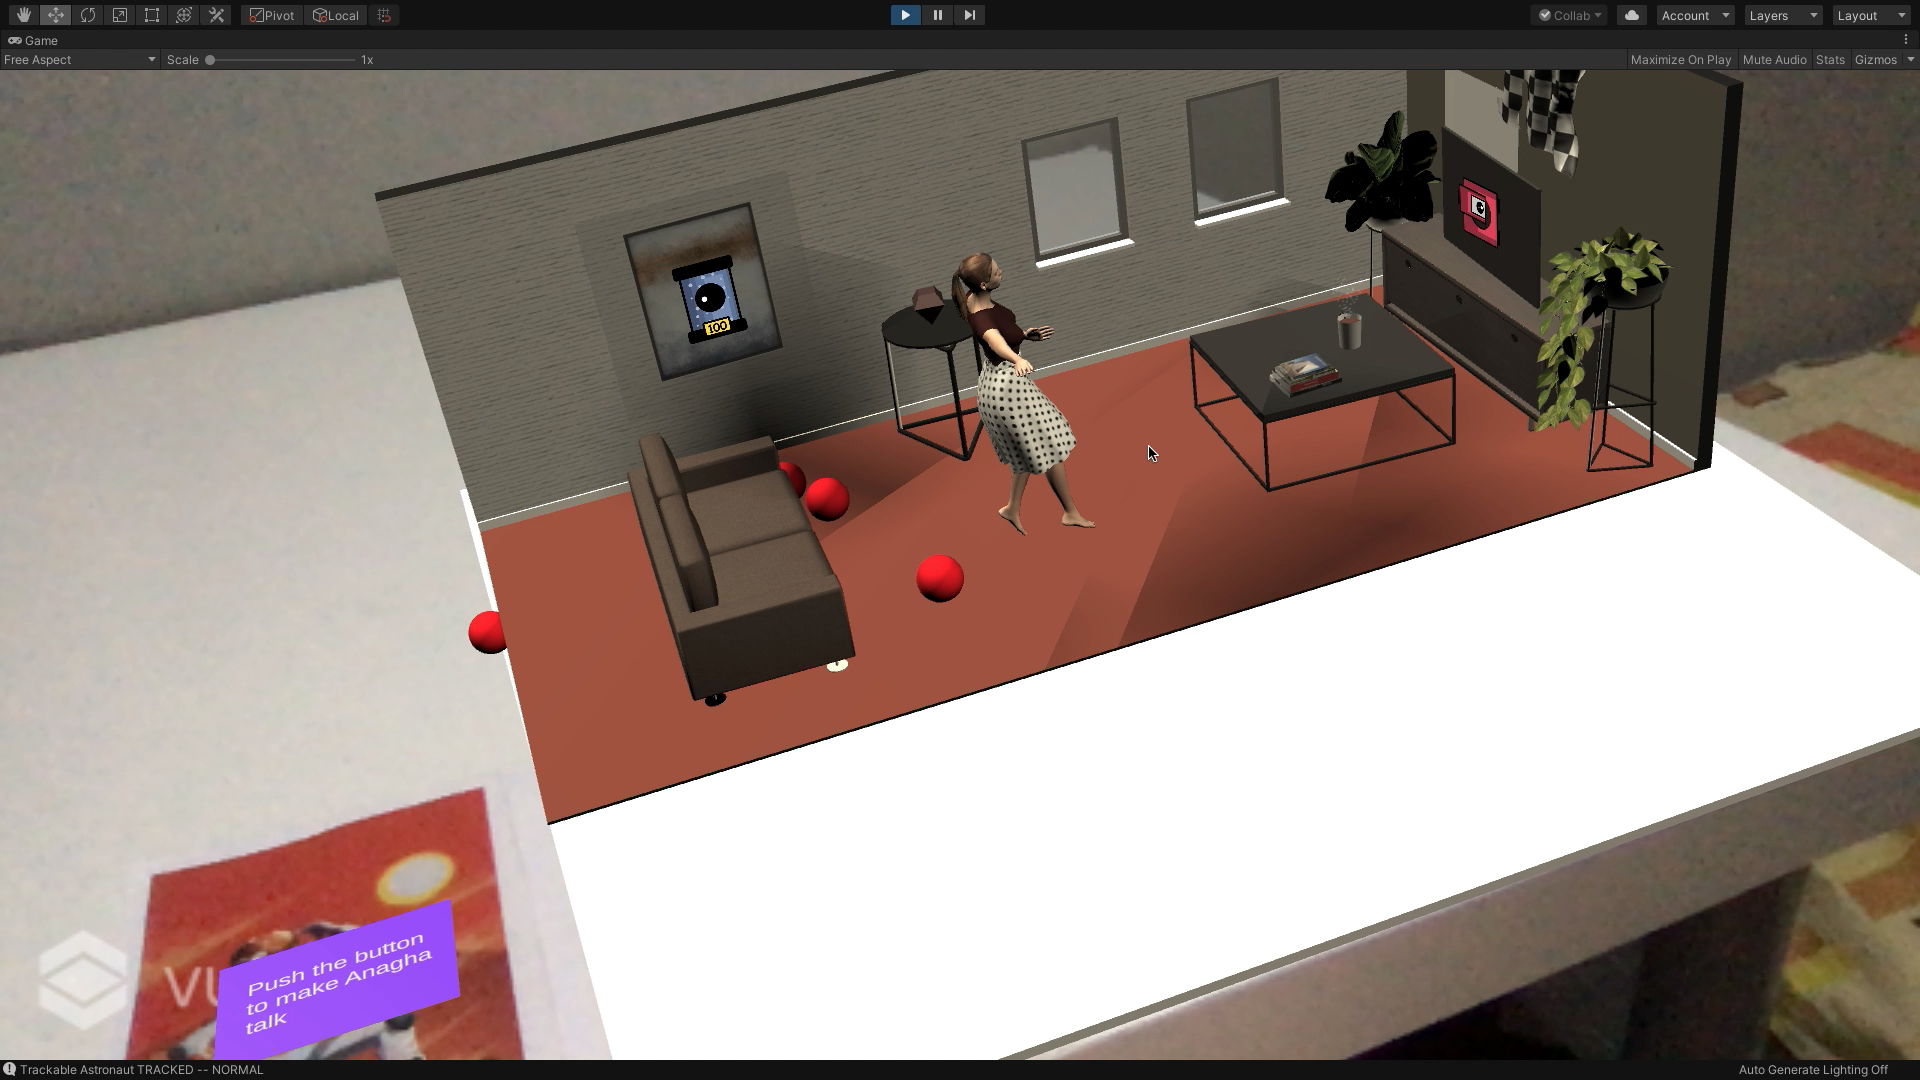 Pivot
Local
Collab
Account
Layers
Layout
Game
Free Aspect
Scale
1x
Maximize On Play
Mute Audio
Stats
Gizmos
100
Push the button
to make Anagha
talk
Trackable Astronaut TRACKED -- NORMAL
Auto Generate Lighting Off